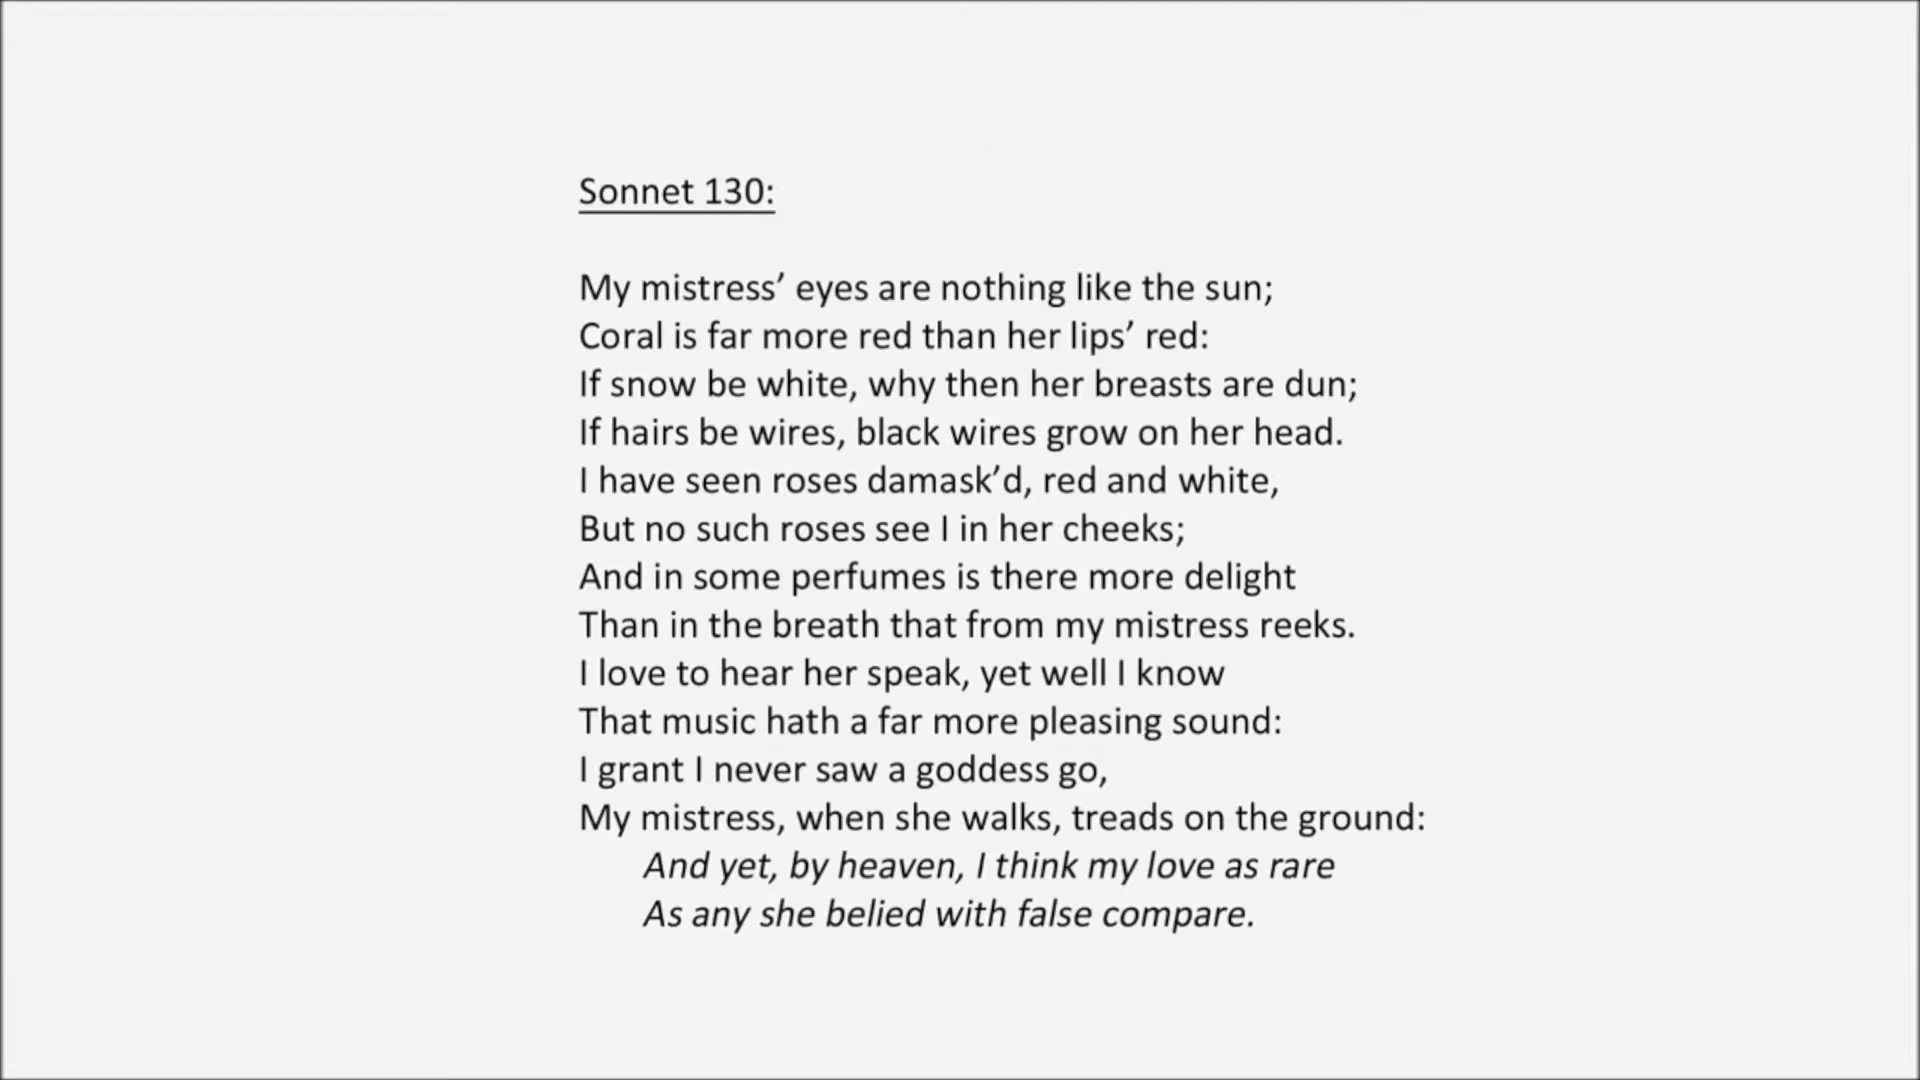 Sonnet 130:
My mistress’ eyes are nothing like the sun;
Coral is far more red than her lips’ red:
If snow be white, why then her breasts are dun;
If hairs be wires, black wires grow on her head.
I have seen roses damask’d, red and white,
But no such roses see I in her cheeks;
And in some perfumes is there more delight
Than in the breath that from my mistress reeks.
I love to hear her speak, yet well I know
That music hath a far more pleasing sound:
I grant I never saw a goddess go,
My mistress, when she walks, treads on the ground:
And yet, by heaven, I think my love as rare
As any she belied with false compare.